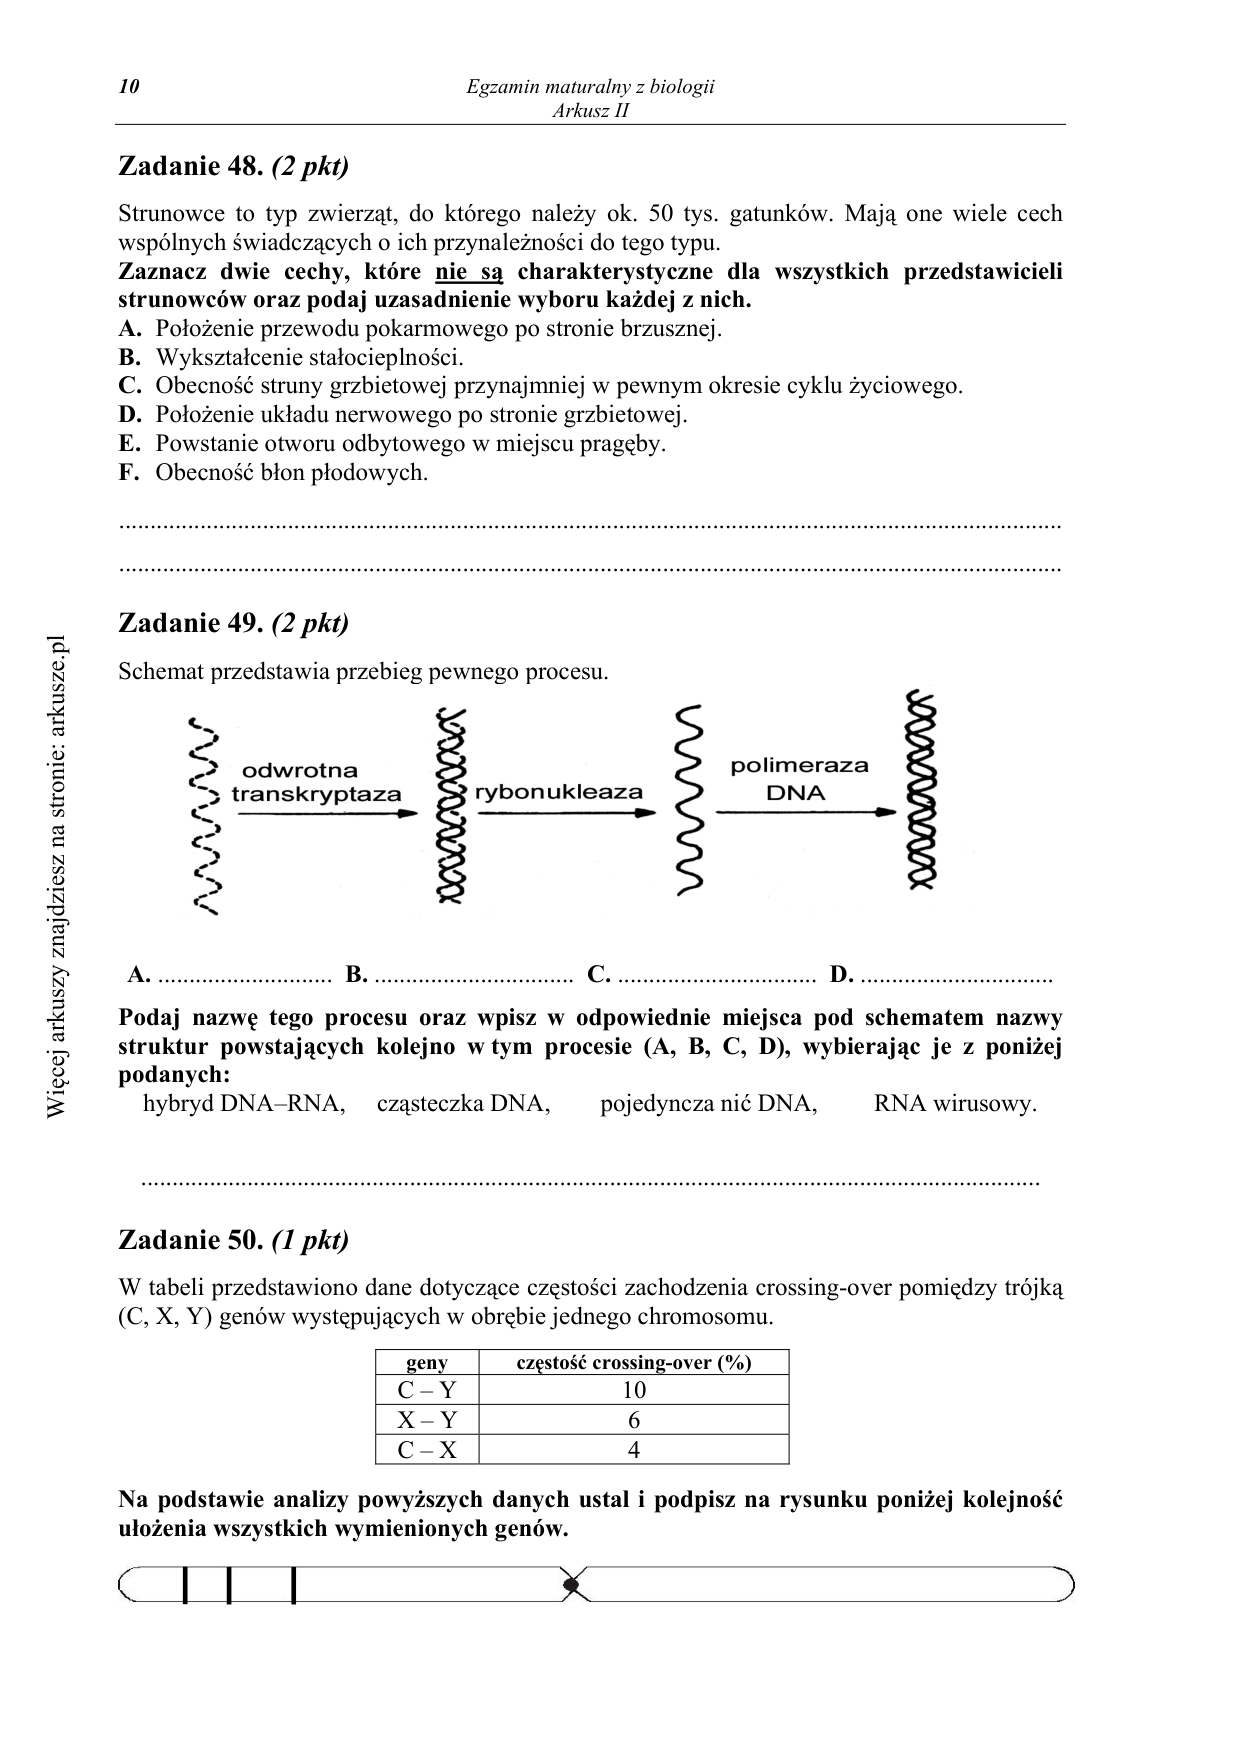 10
Egzamin maturalny z biologii
Arkusz II
Zadanie 48. (2 pkt)
Strunowce to typ zwierząt, do którego należy ok. 50 tys. gatunków. Mają one wiele cech
wspólnych świadczących o ich przynależności do tego typu.
Zaznacz dwie cechy, które nie są charakterystyczne dla wszystkich przedstawicieli
strunowców oraz podaj uzasadnienie wyboru każdej z nich.
A. Położenie przewodu pokarmowego po stronie brzusznej.
B. Wykształcenie stałocieplności.
C. Obecność struny grzbietowej przynajmniej w pewnym okresie cyklu życiowego.
D. Położenie układu nerwowego po stronie grzbietowej.
E. Powstanie otworu odbytowego w miejscu pragęby.
F. Obecność błon płodowych.
................................................................................
................................................................................
Zadanie 49. (2 pkt)
Schemat przedstawia przebieg pewnego procesu.
odwrotna
transkryptaza
rybonukleaza
polimeraza
DNA
A. ............................ B. ................................ C. ................................ D. ...............................
Podaj nazwę tego procesu oraz wpisz w odpowiednie miejsca pod schematem nazwy
struktur powstających kolejno w tym procesie (A, B, C, D), wybierając je z poniżej
podanych:
hybryd DNA–RNA, cząsteczka DNA, pojedyncza nić DNA, RNA wirusowy.
................................................................................
Zadanie 50. (1 pkt)
W tabeli przedstawiono dane dotyczące częstości zachodzenia crossing-over pomiędzy trójką
(C, X, Y) genów występujących w obrębie jednego chromosomu.
geny częstość crossing-over (%)
C – Y 10
X – Y 6
C – X 4
Na podstawie analizy powyższych danych ustal i podpisz na rysunku poniżej kolejność
ułożenia wszystkich wymienionych genów.
Więcej arkuszy znajdziesz na stronie: arkusze.pl